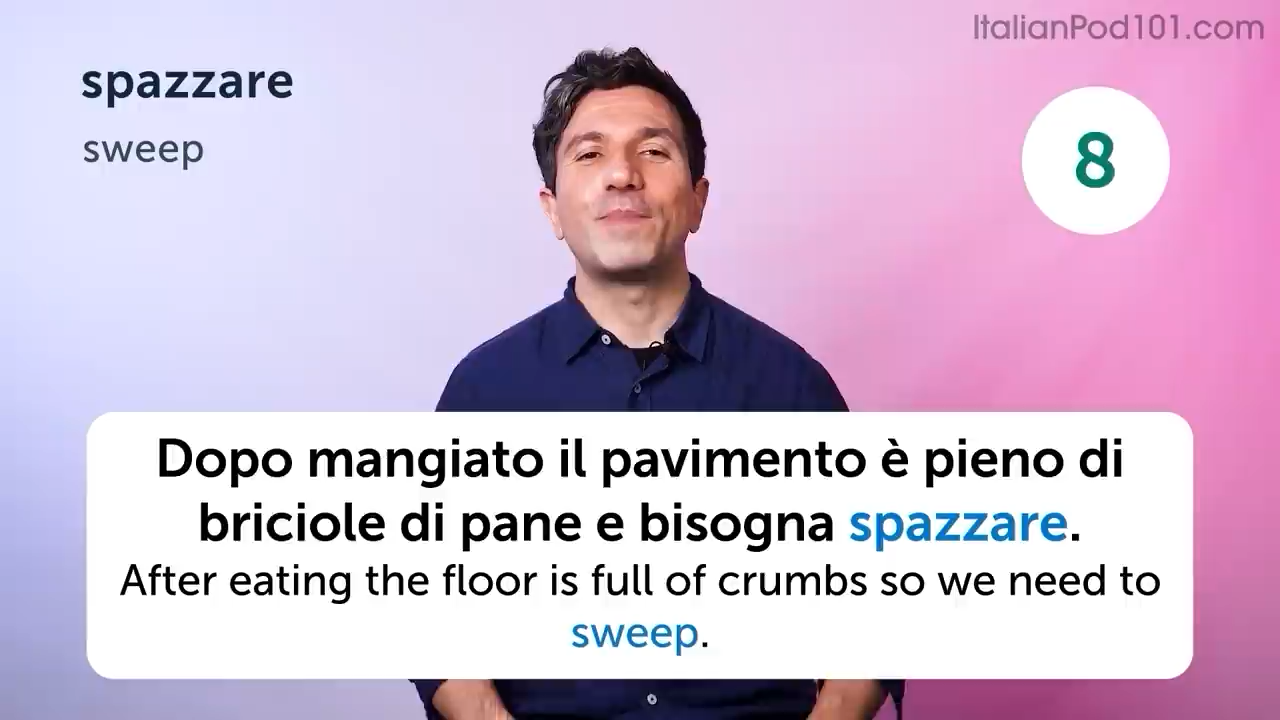 ItalianPod101.com
spazzare
sweep
8
Dopo mangiato il pavimento è pieno di
briciole di pane e bisogna spazzare.
After eating the floor is full of crumbs so we need to
sweep.